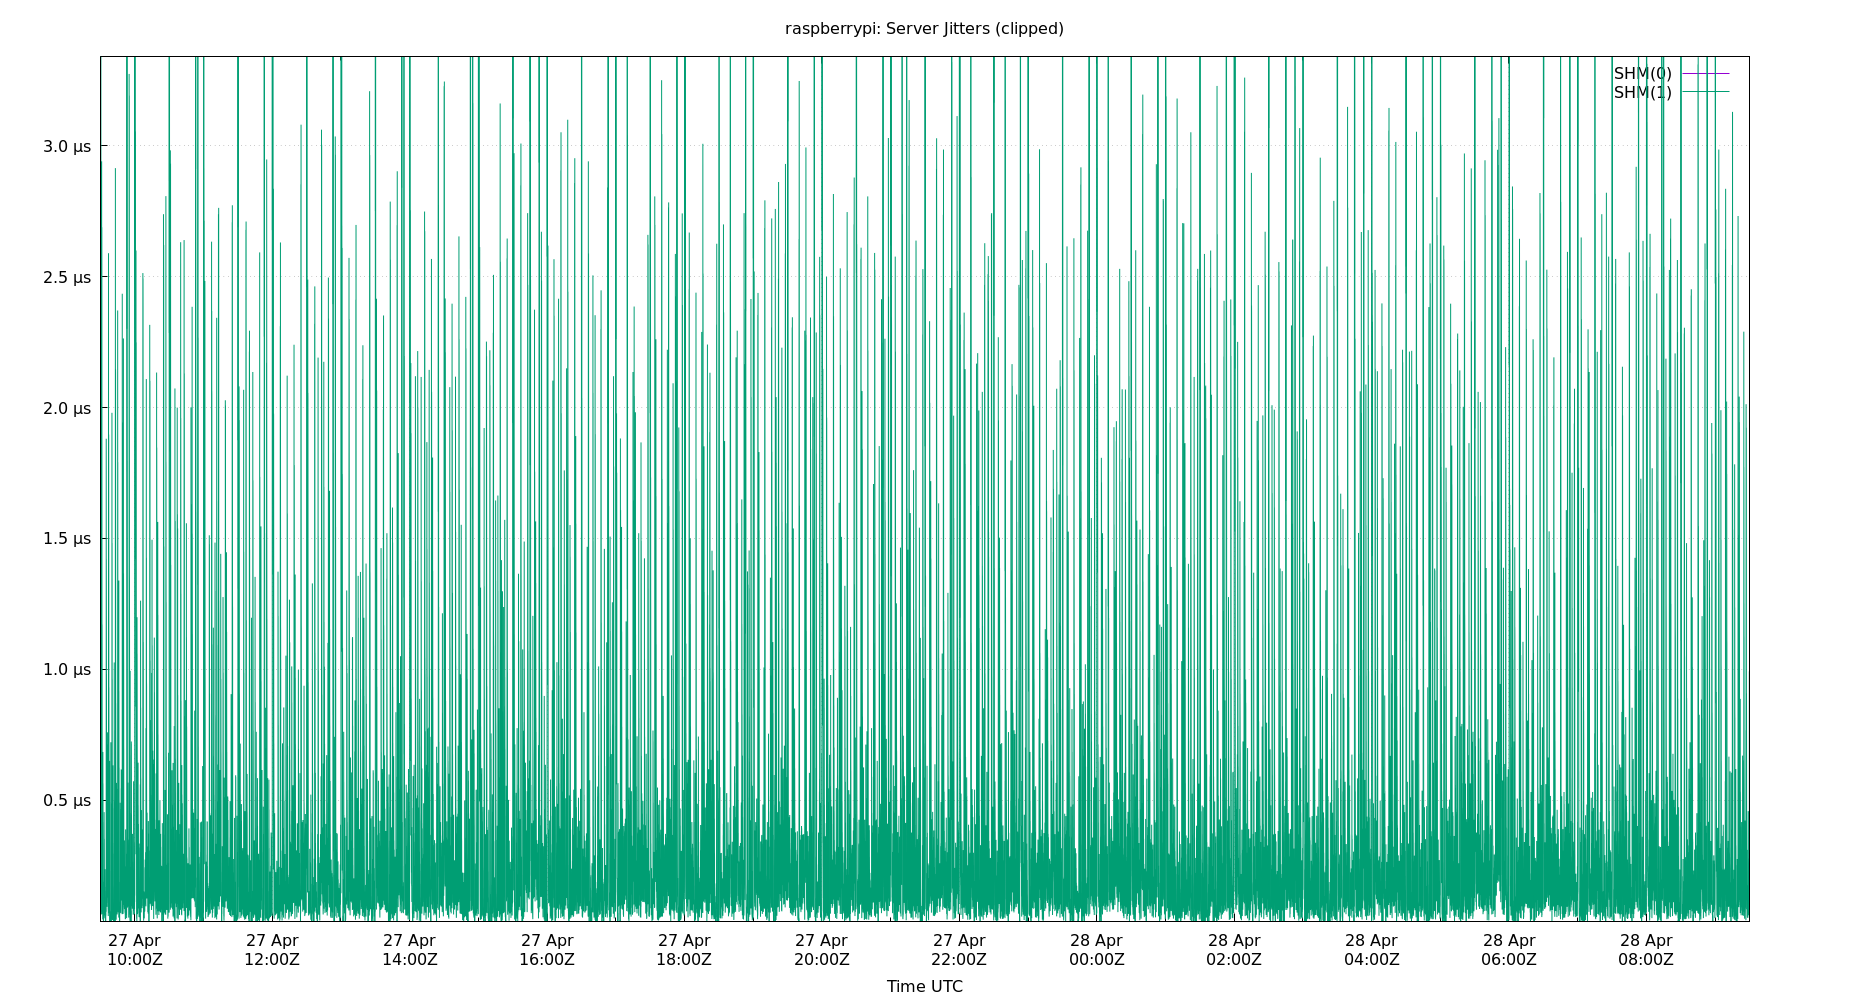 raspberrypi: Server Jitters (clipped)
SHM(0)
SHM(1)
3.0 µs
2.5 µs
2.0 µs
1.5 µs
1.0 µs
0.5 µs
27 Apr 27 Apr 27 Apr 27 Apr 27 Apr 27 Apr 27 Apr 28 Apr 28 Apr 28 Apr 28 Apr 28 Apr
10:00Z 12:00Z 14:00Z 16:00Z 18:00Z 20:00Z 22:00Z 00:00Z 02:00Z 04:00Z 06:00Z 08:00Z
Time UTC